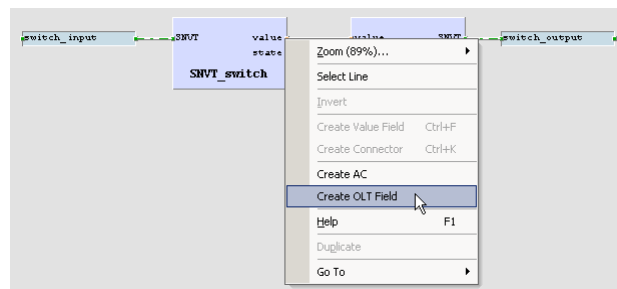 switch_input
SNVT value
state
SNVT_switch
value SNVT
switch_output
Zoom (89%)...
Select Line
Invert
Create Value Field Ctrl+F
Create Connector Ctrl+K
Create AC
Create OLT Field
Help F1
Duplicate
Go To